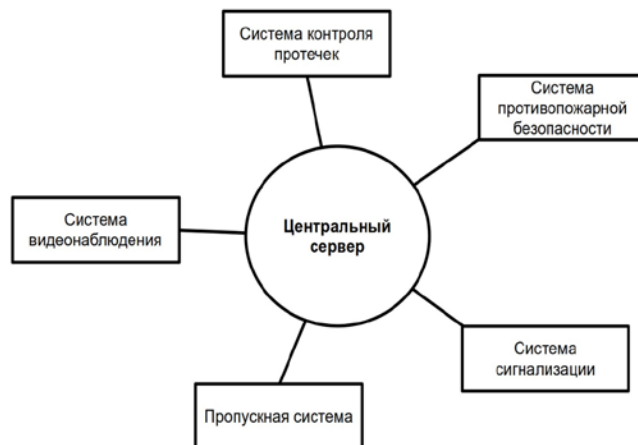 Система контроля
протечек
Система
противопожарной
безопасности
Система
видеонаблюдения
Центральный
сервер
Система
сигнализации
Пропускная система